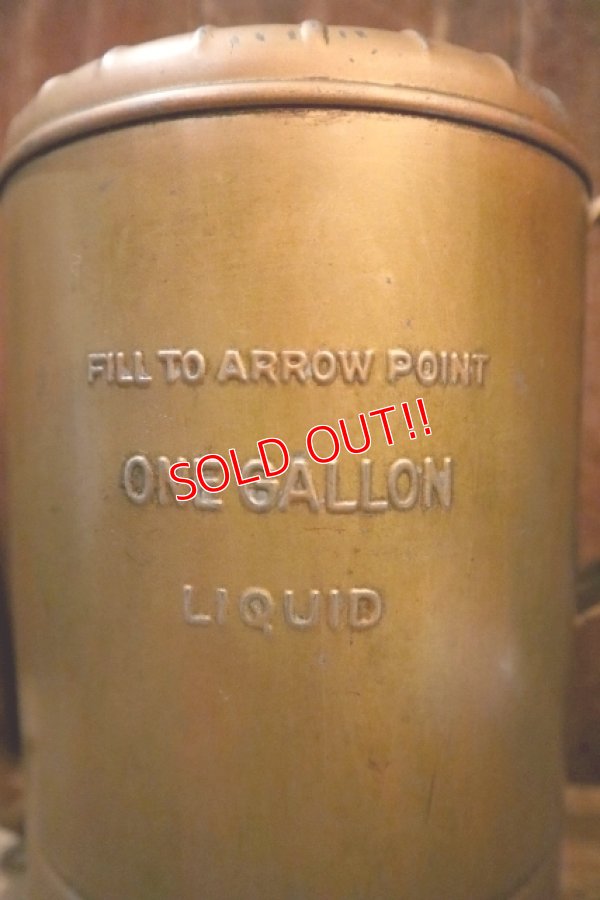 FILL TO ARROW POINT
SOLD OUT!!
ONE GALLON
LIQUID